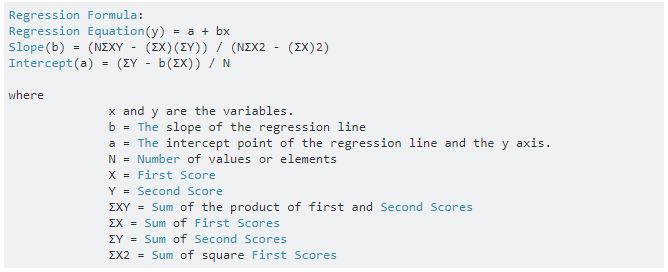 Regression Formula:
Regression Equation(y) = a + bx
Slope(b) = (NΣXY - (ΣX)(ΣY)) / (NΣX2 - (ΣX)2)
Intercept(a) = (ΣY - b(ΣX)) / N
where
x and y are the variables.
b = The slope of the regression line
a = The intercept point of the regression line and the y axis.
N = Number of values or elements
X = First Score
Y = Second Score
ΣXY = Sum of the product of first and Second Scores
ΣX = Sum of First Scores
ΣY = Sum of Second Scores
ΣX2 = Sum of square First Scores